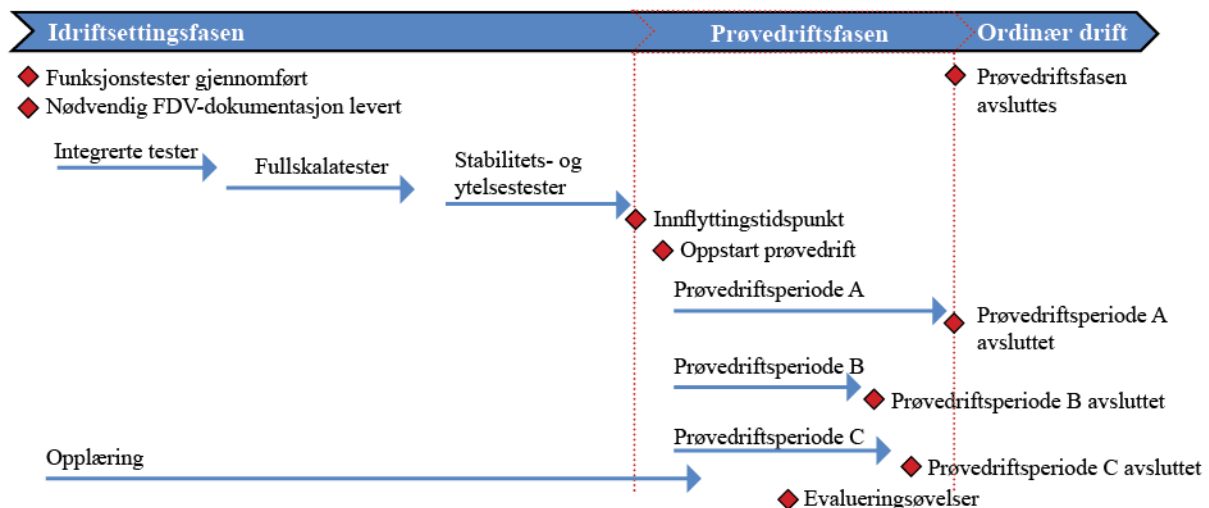 Idriftsettingsfasen
Prøvedriftsfasen
Ordinær drift
Funksjonstester gjennomført
Nødvendig FDV-dokumentasjon levert
Prøvedriftsfasen
avsluttes
Integrerte tester
Fullskalatester
Stabilitets- og
ytelsestester
Innflyttingstidspunkt
Oppstart prøvedrift
Prøvedriftsperiode A
Prøvedriftsperiode A
avsluttet
Prøvedriftsperiode B
Prøvedriftsperiode B avsluttet
Prøvedriftsperiode C
Opplæring
Prøvedriftsperiode C avsluttet
Evalueringsøvelser